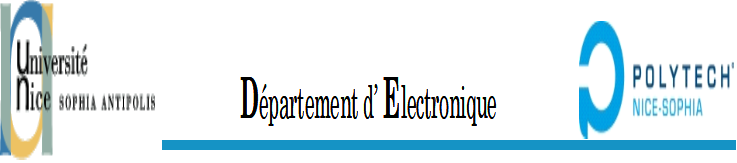 Université
Nice SOPHIA ANTIPOLIS
Département d' Electronique
POLYTECH'
NICE-SOPHIA